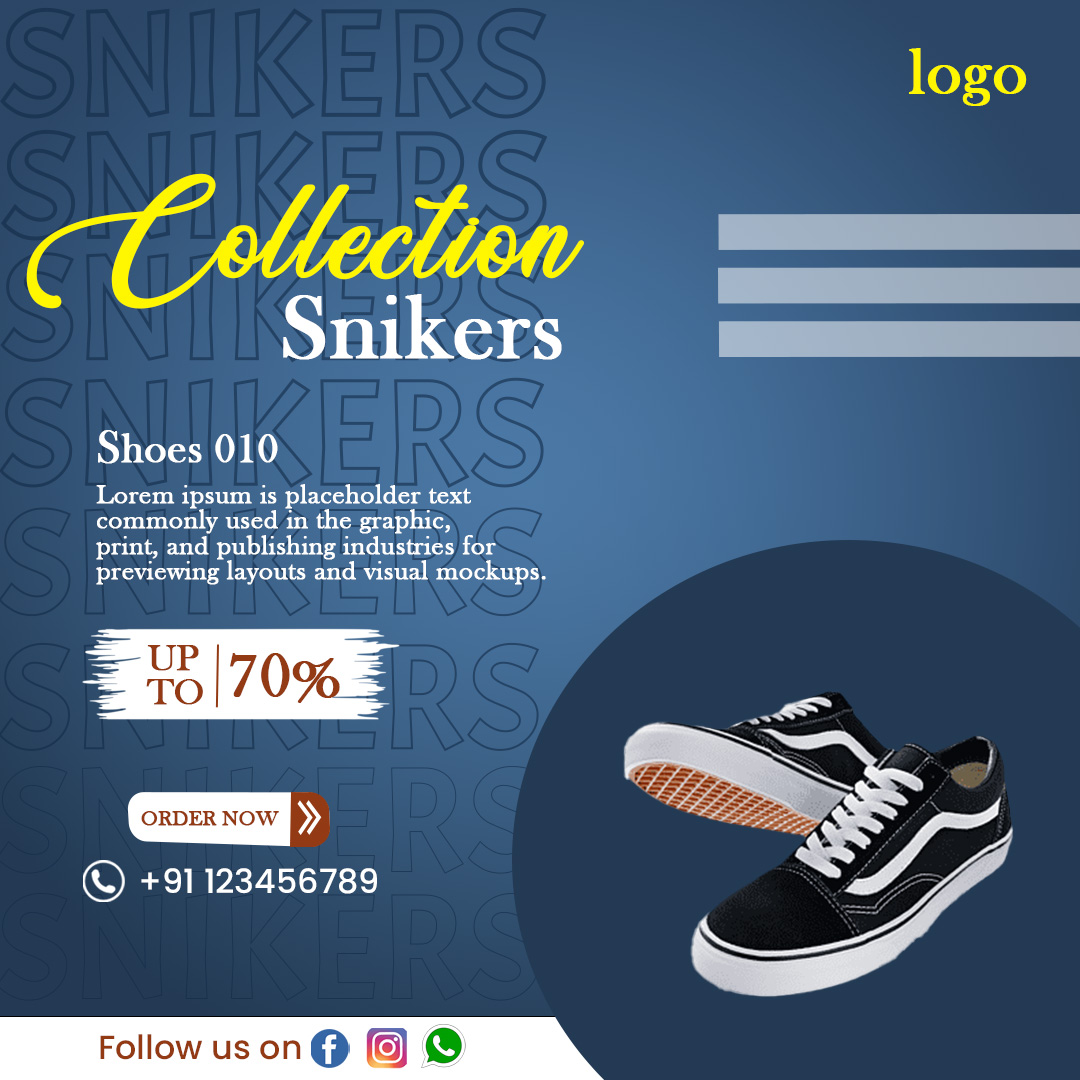 SNIKERS
SNIKERS
logo
Collection
SNIKERS
Snikers
SNIKERS
Shoes 010
Lorem ipsum is placeholder text
commonly used in the graphic,
print, and publishing industries for
previewing layouts and visual mockups.
SNIKERS
UP
TO
70%
SNIKERS
SNIKERS
ORDER NOW
+91 123456789
SNIKERS
Follow us on